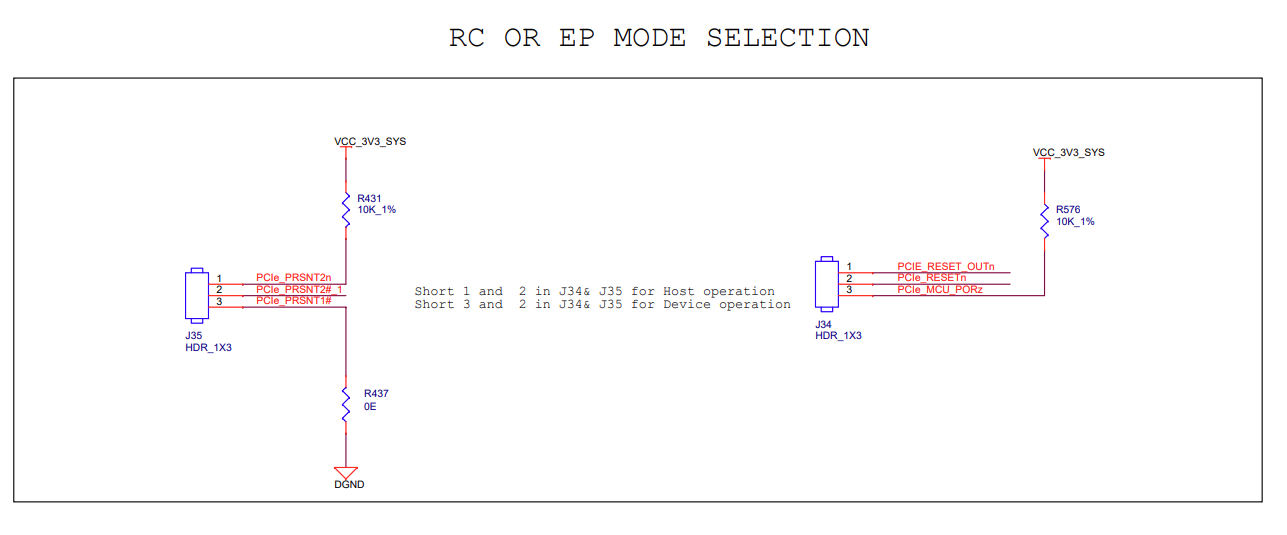 RC OR EP MODE SELECTION
VCC_3V3_SYS
R431
10K_1%
1
PCIe_PRSNT2n
2
PCIe_PRSNT2#_1
3
PCIe_PRSNT1#
J35
HDR_1X3
R437
0E
DGND
Short 1 and  2 in J34& J35 for Host operation
Short 3 and  2 in J34& J35 for Device operation
VCC_3V3_SYS
R576
10K_1%
1
PCIE_RESET_OUTn
2
PCIe_RESETn
3
PCIe_MCU_PORz
J34
HDR_1X3